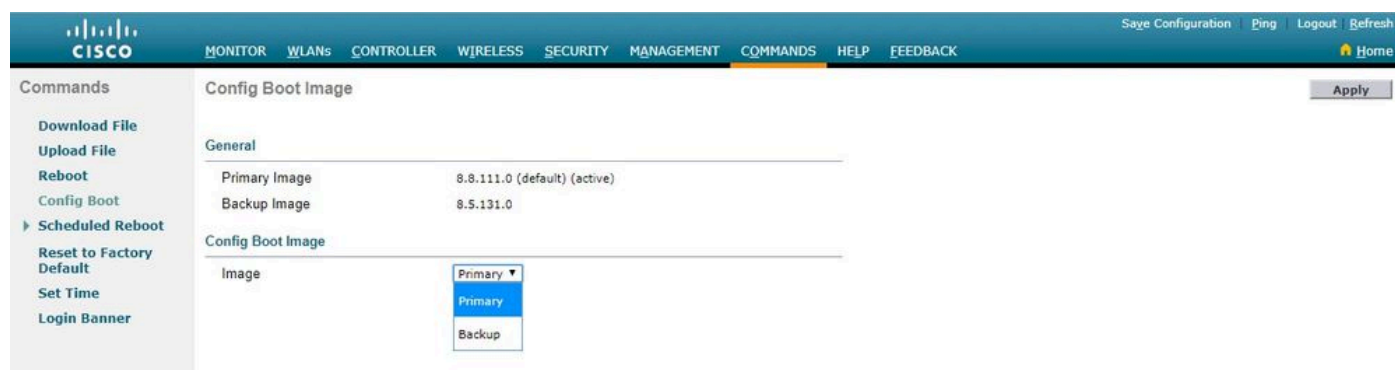 Save Configuration Ping Logout Refresh
CISCO
MONITOR WLANs CONTROLLER WIRELESS SECURITY MANAGEMENT COMMANDS HELP FEEDBACK
Home
Commands
Download File
Upload File
Reboot
Config Boot
Scheduled Reboot
Reset to Factory
Default
Set Time
Login Banner
Config Boot Image
Apply
General
Primary Image 8.8.111.0 (default) (active)
Backup Image 8.5.131.0
Config Boot Image
Image Primary
Primary
Backup